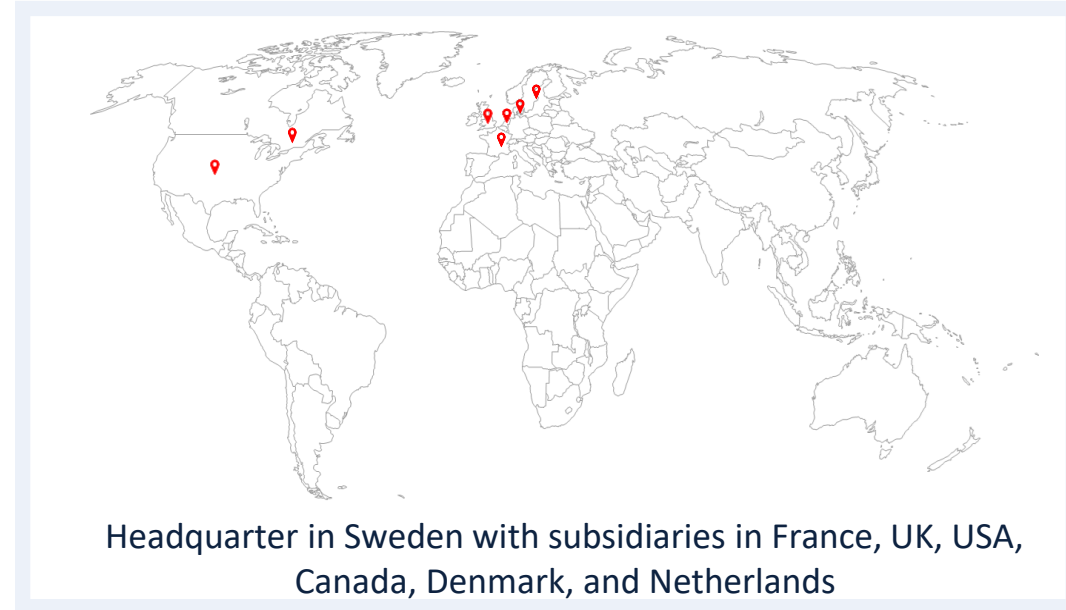 Headquarter in Sweden with subsidiaries in France, UK, USA,
Canada, Denmark, and Netherlands